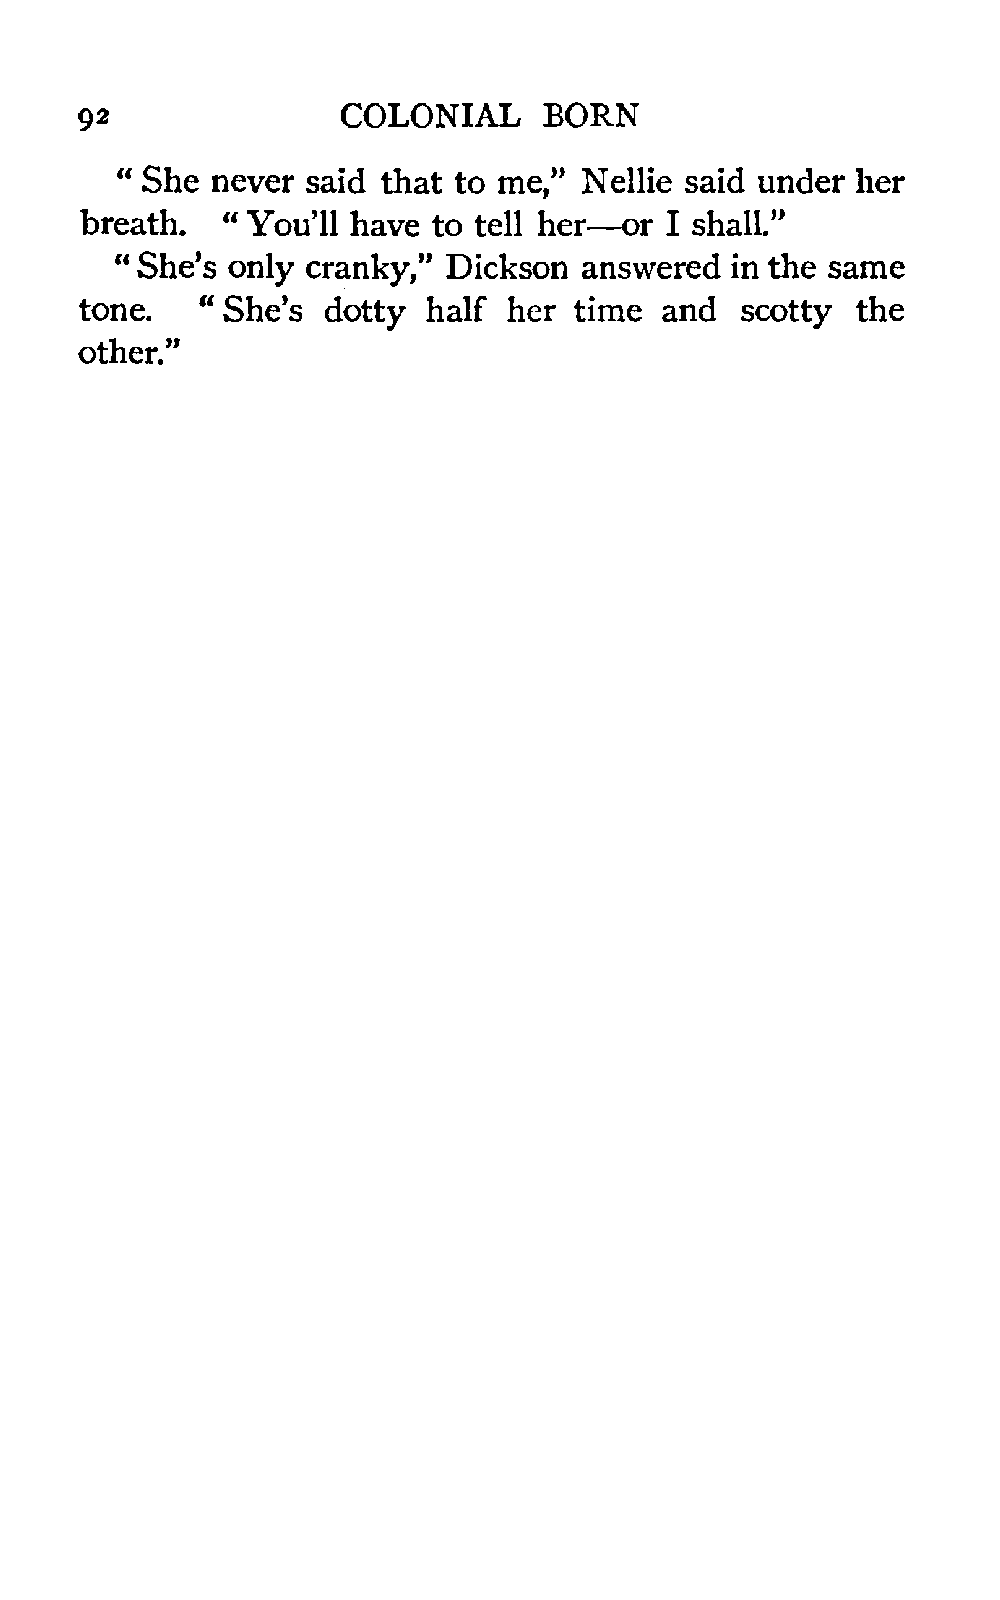 92 COLONIAL BORN
“ She never said that to me,” Nellie said under her
breath. “ You’ll have to tell her—or I shall.”
“ She’s only cranky,” Dickson answered in the same
tone. “ She’s dotty half her time and scotty the
other.”